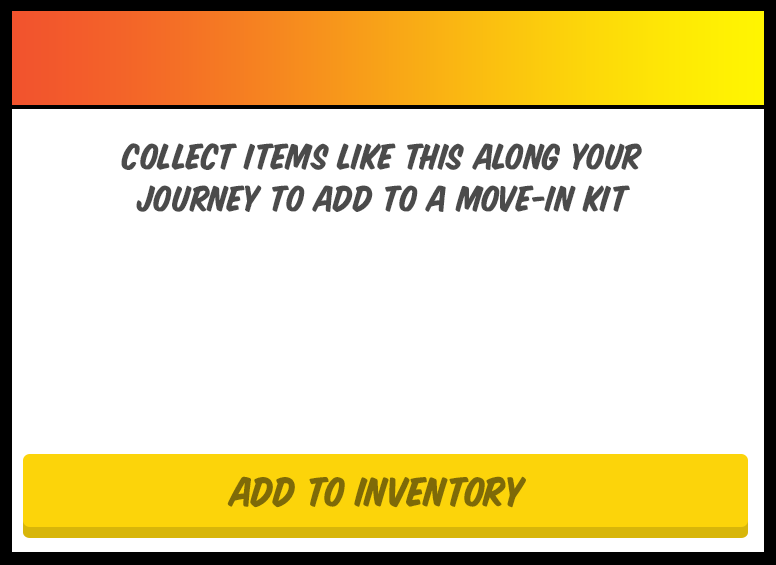 COLLECT ITEMS LIKE THIS ALONG YOUR
JOURNEY TO ADD TO A MOVE-IN KIT
ADD TO INVENTORY